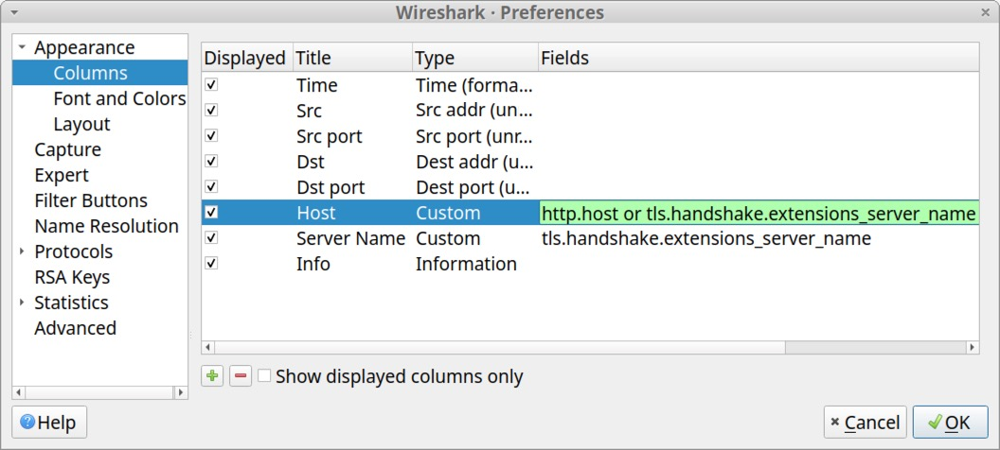 Wireshark · Preferences
Appearance
Columns
Font and Colors
Layout
Capture
Expert
Filter Buttons
Name Resolution
Protocols
RSA Keys
Statistics
Advanced
Displayed Title Type Fields
Time Time (forma...
Src Src addr (un...
Src port Src port (unr...
Dst Dest addr (u...
Dst port Dest port (u...
Host Custom http.host or tls.handshake.extensions_server_name
Server Name Custom tls.handshake.extensions_server_name
Info Information
Show displayed columns only
Help Cancel OK